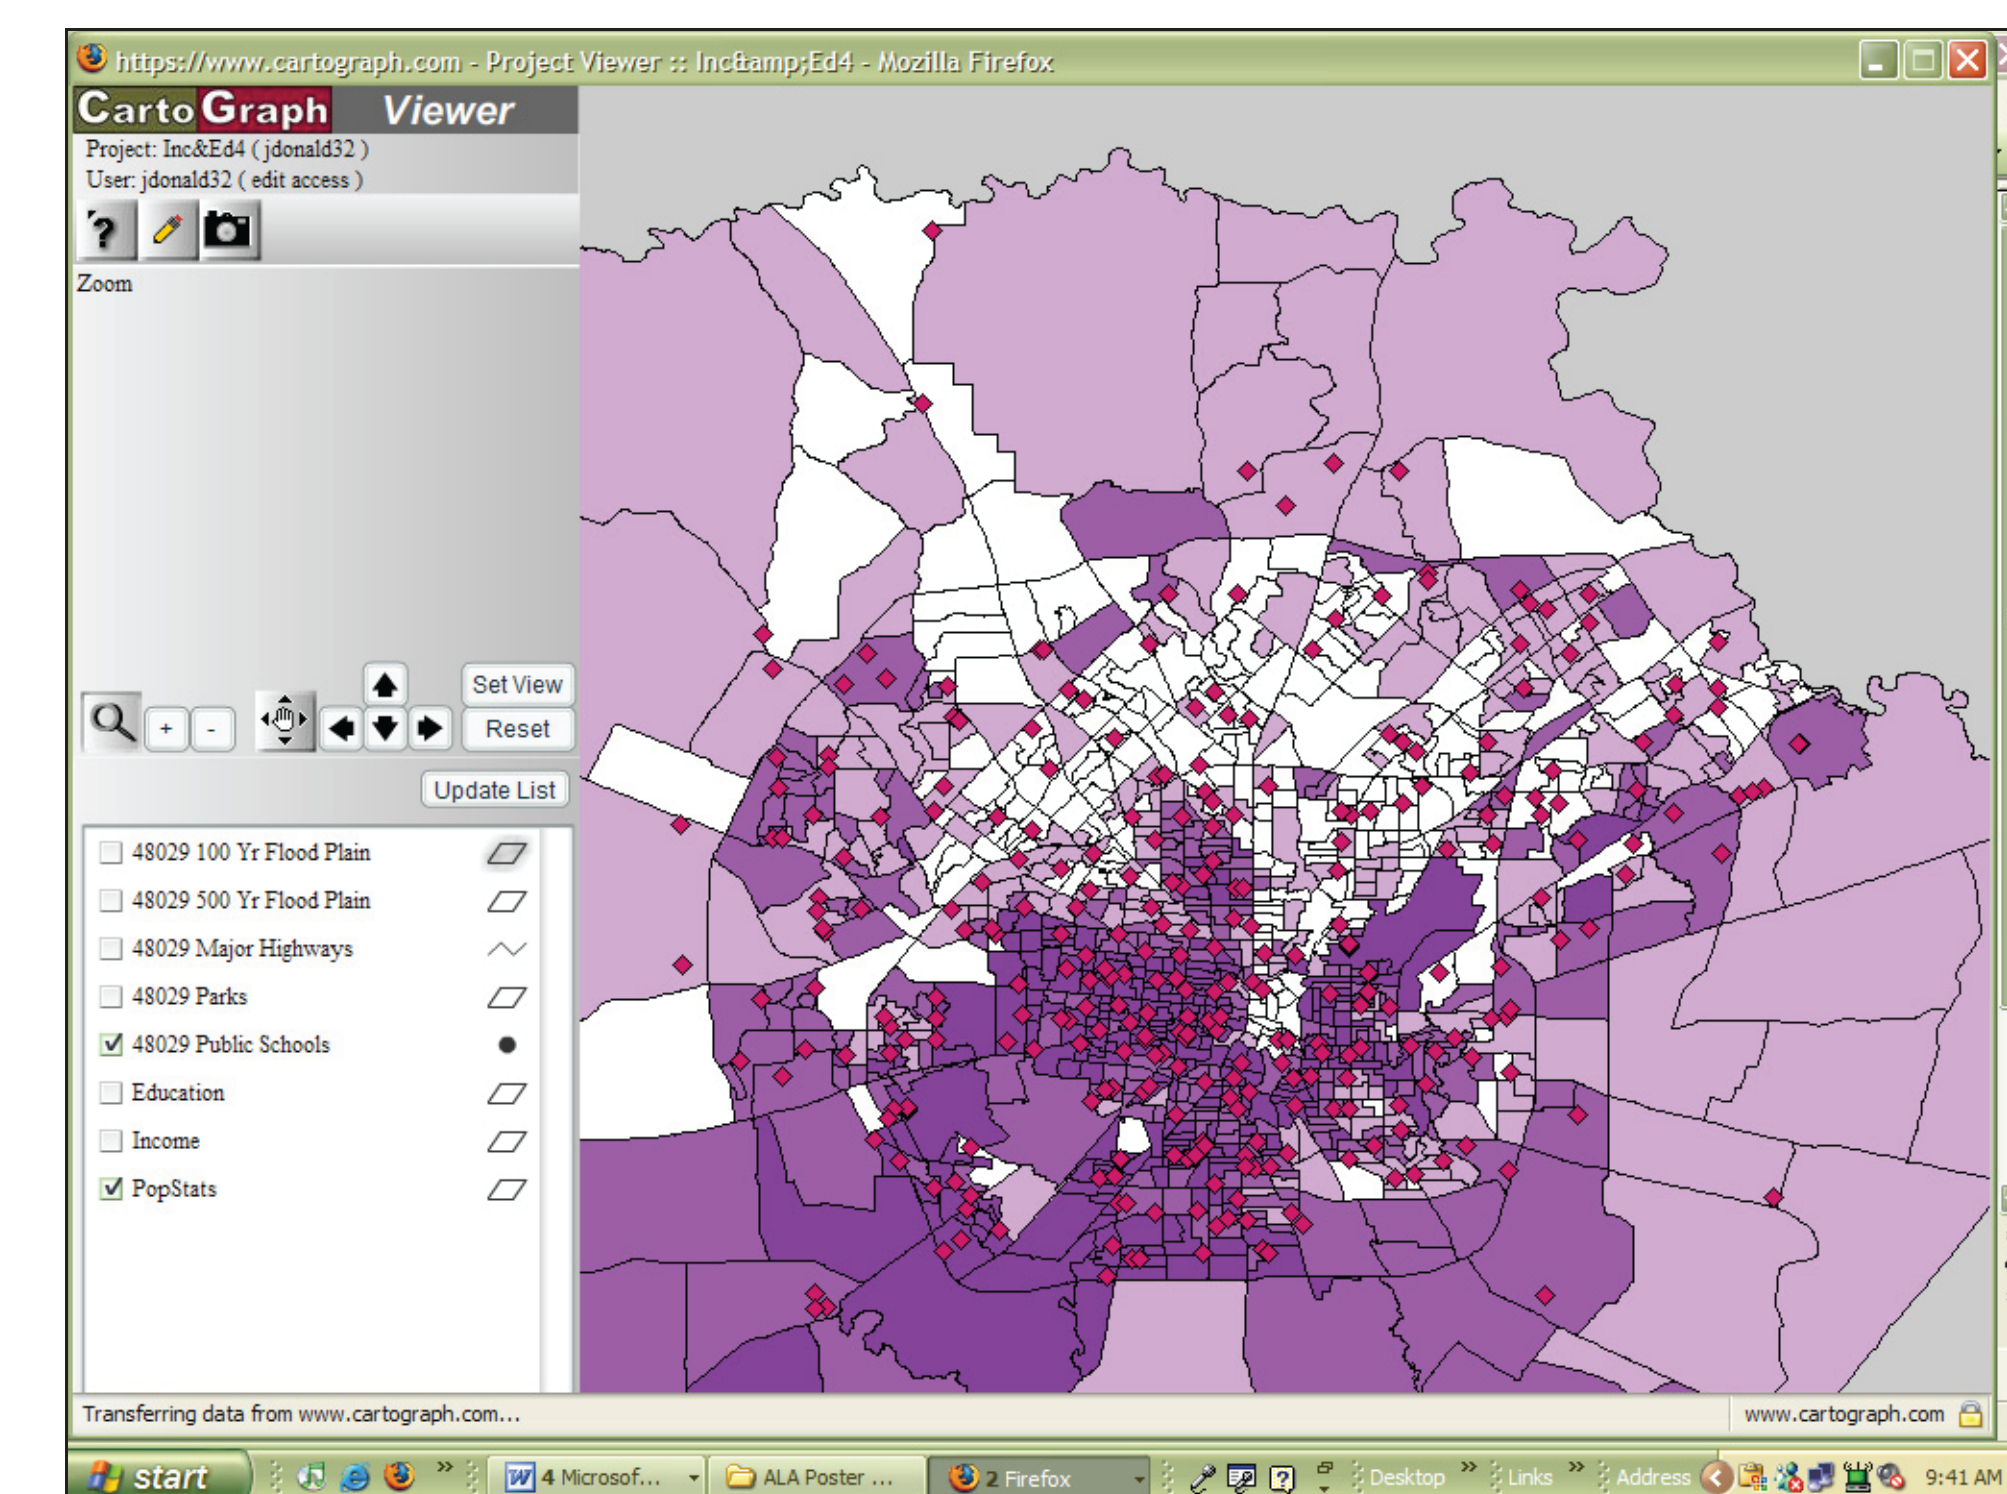 https://www.cartograph.com - Project Viewer :: Inc&amp;Ed4 - Mozilla Firefox
CartoGraph Viewer
Project: Inc&Ed4 ( jdonald32 )
User: jdonald32 ( edit access )
?
Zoom
Set View
+ - Reset
Update List
48029 100 Yr Flood Plain
48029 500 Yr Flood Plain
48029 Major Highways
48029 Parks
48029 Public Schools
Education
Income
PopStats
Transferring data from www.cartograph.com...
www.cartograph.com
start » W 4 Microsof... ALA Poster ... 2 Firefox ? Desktop » Links » Address 9:41 AM